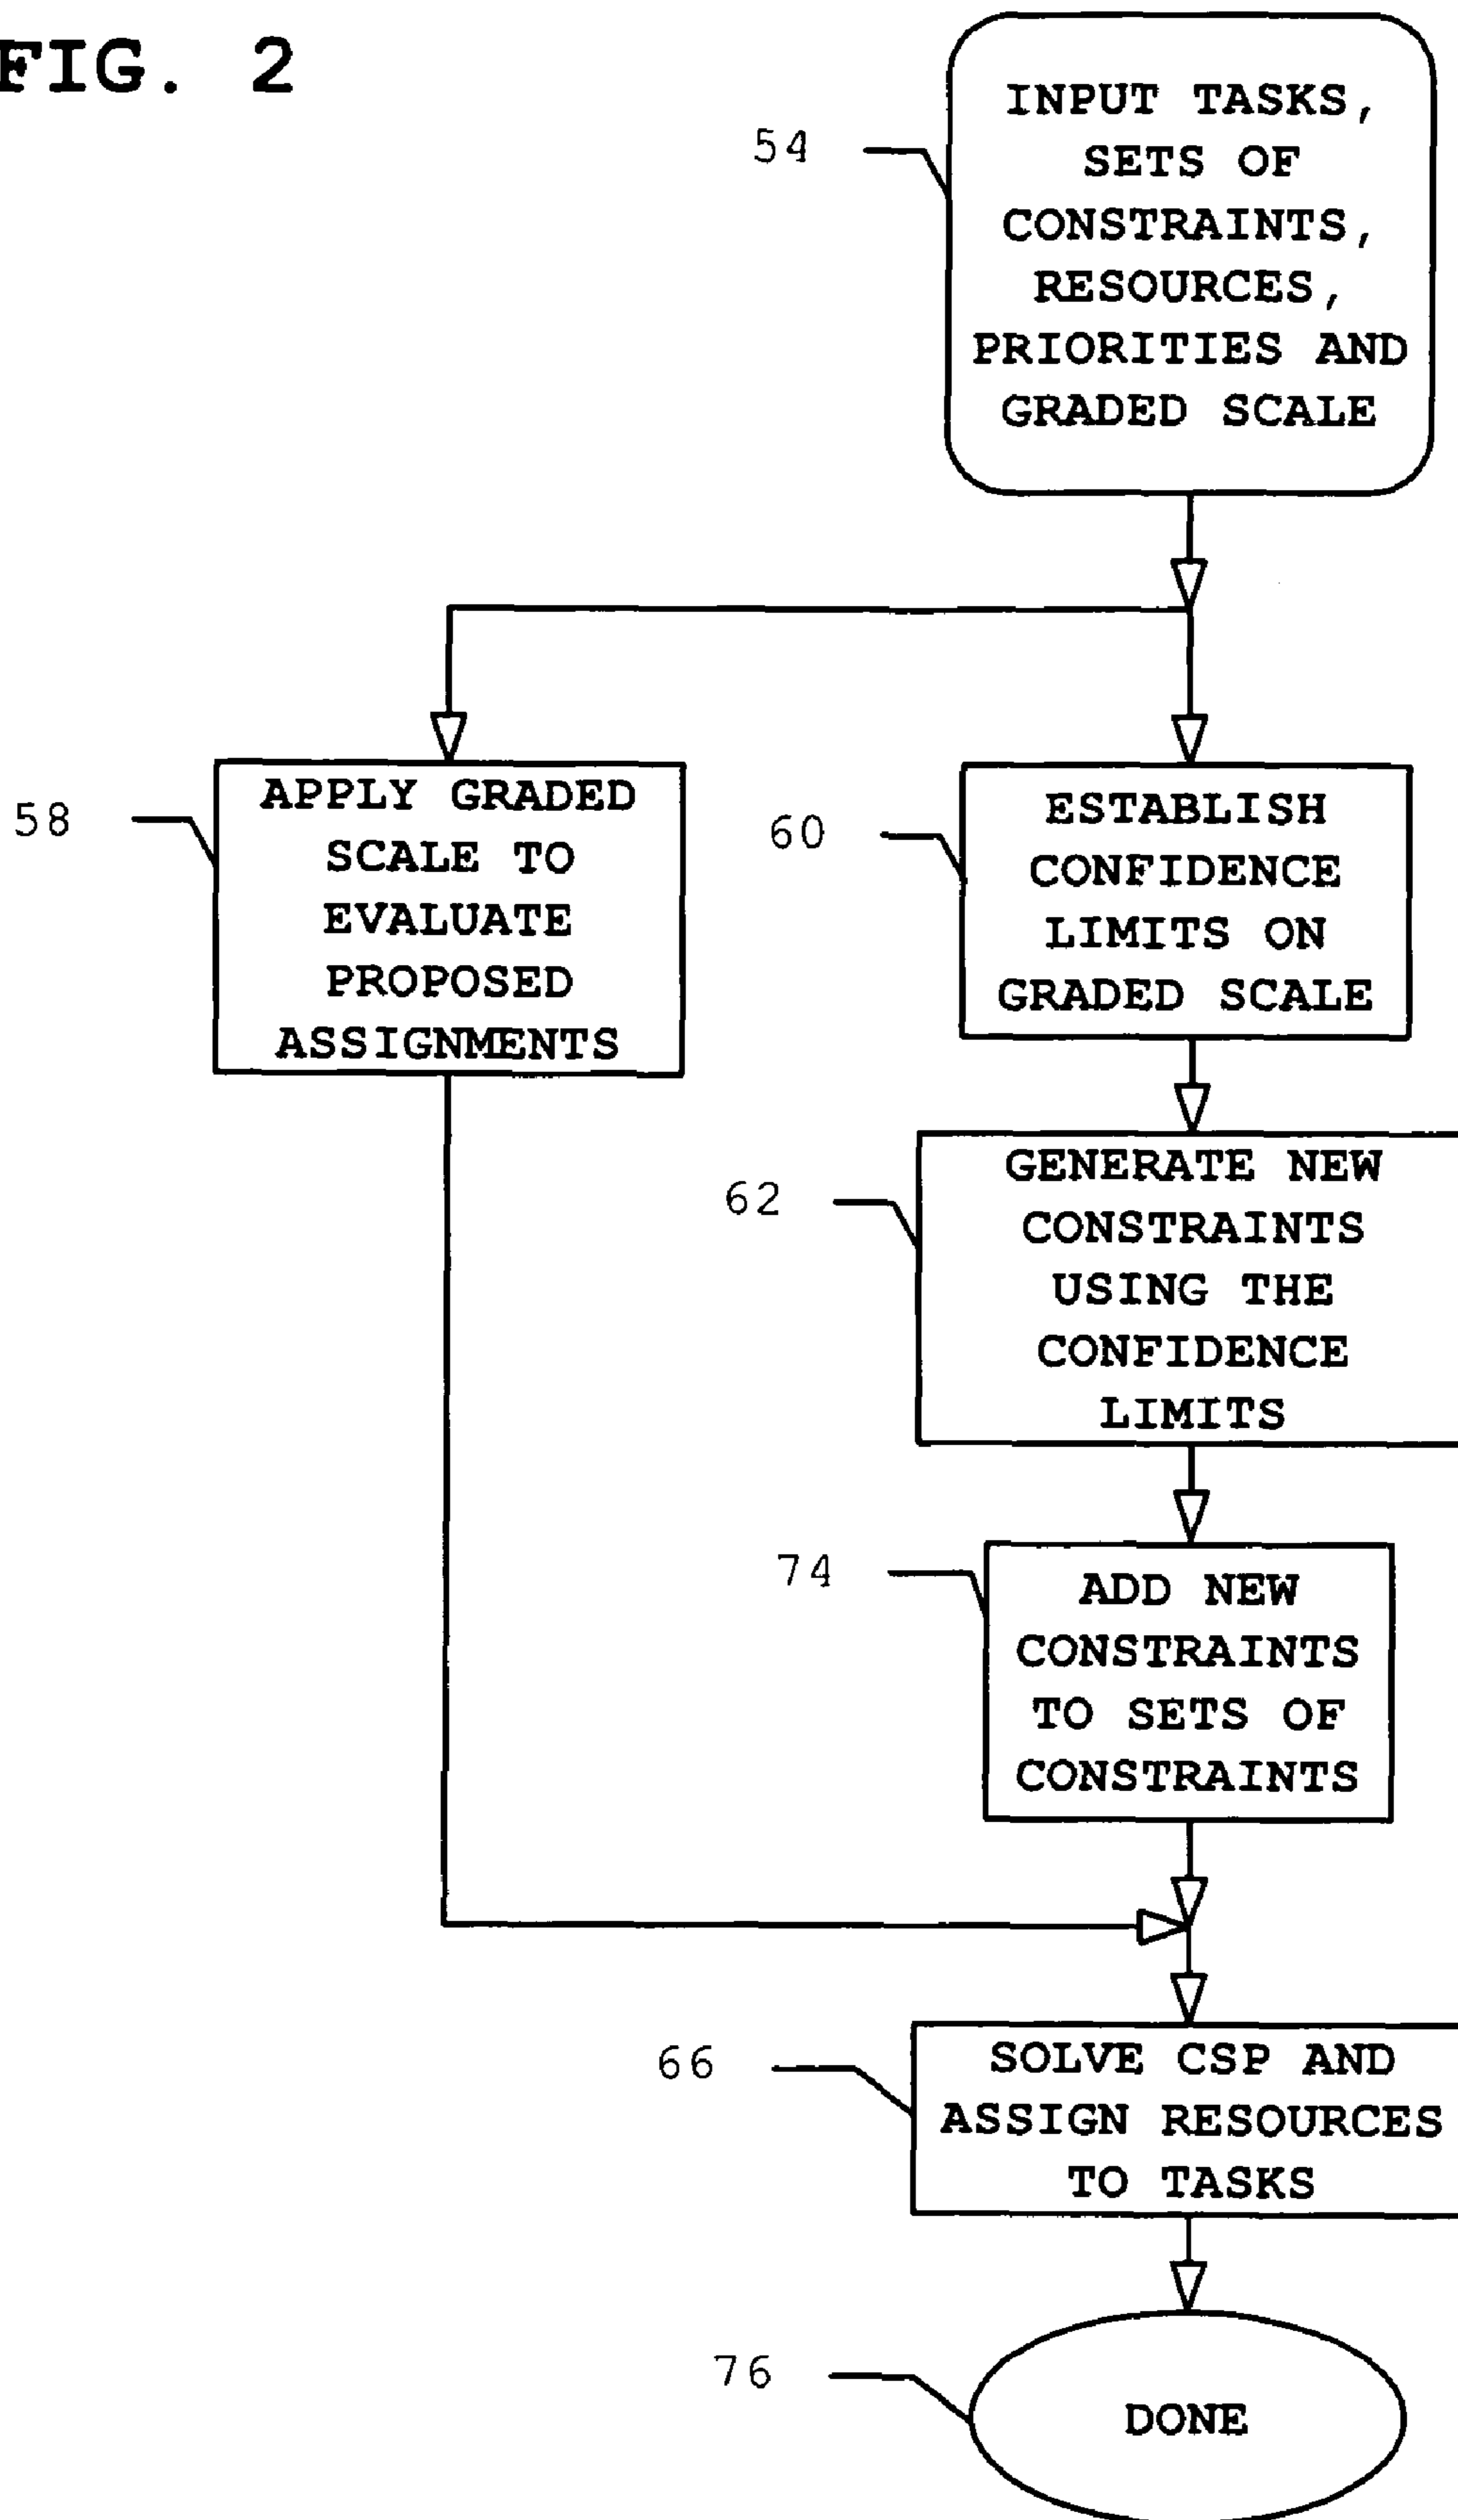 FIG. 2
54
INPUT TASKS,
SETS OF
CONSTRAINTS,
RESOURCES,
PRIORITIES AND
GRADED SCALE
58
APPLY GRADED
SCALE TO
EVALUATE
PROPOSED
ASSIGNMENTS
60
ESTABLISH
CONFIDENCE
LIMITS ON
GRADED SCALE
62
GENERATE NEW
CONSTRAINTS
USING THE
CONFIDENCE
LIMITS
74
ADD NEW
CONSTRAINTS
TO SETS OF
CONSTRAINTS
66
SOLVE CSP AND
ASSIGN RESOURCES
TO TASKS
76
DONE